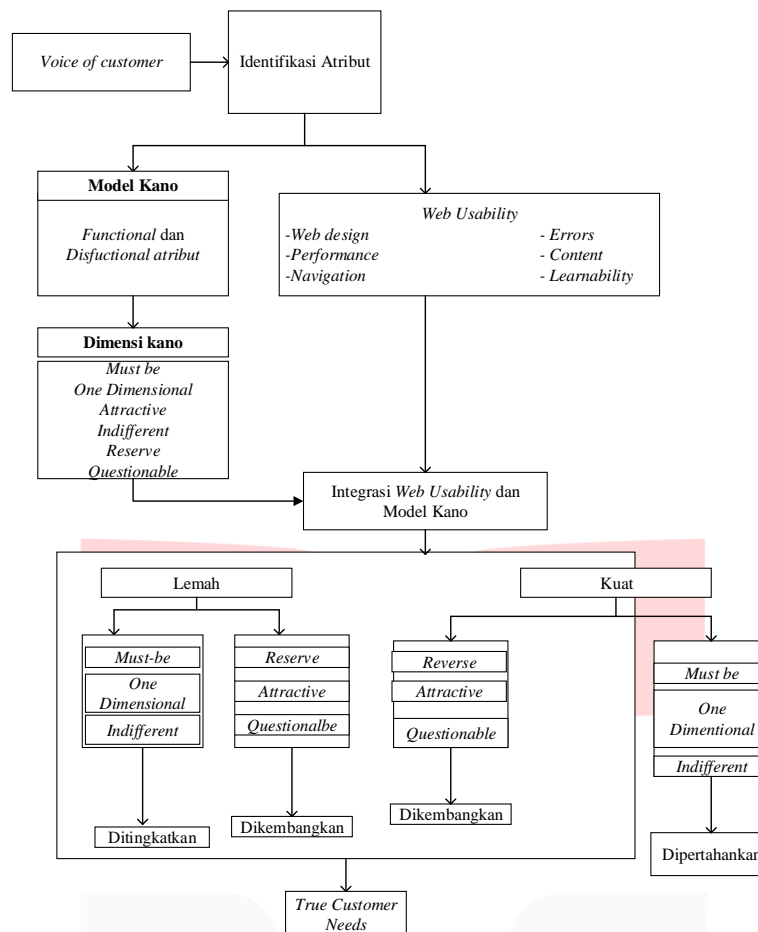 Voice of customer
Identifikasi Atribut
Model Kano
Functional dan
Disfuctional atribut
Web Usability
-Web design
-Performance
-Navigation
- Errors
- Content
- Learnability
Dimensi kano
Must be
One Dimensional
Attractive
Indifferent
Reserve
Questionable
Integrasi Web Usability dan
Model Kano
Lemah
Kuat
Must-be
One
Dimensional
Indifferent
Reserve
Attractive
Questionalbe
Reverse
Attractive
Questionable
Must be
One
Dimentional
Indifferent
Ditingkatkan
Dikembangkan
Dikembangkan
Dipertahankan
True Customer
Needs